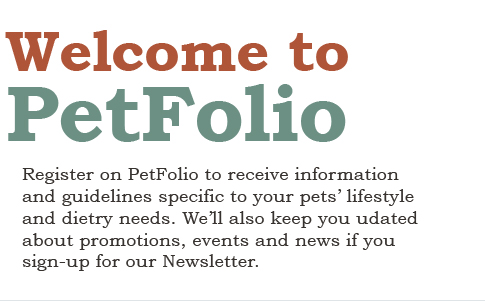 Welcome to
PetFolio
Register on PetFolio to receive information
and guidelines specific to your pets’ lifestyle
and dietry needs. We’ll also keep you udated
about promotions, events and news if you
sign-up for our Newsletter.